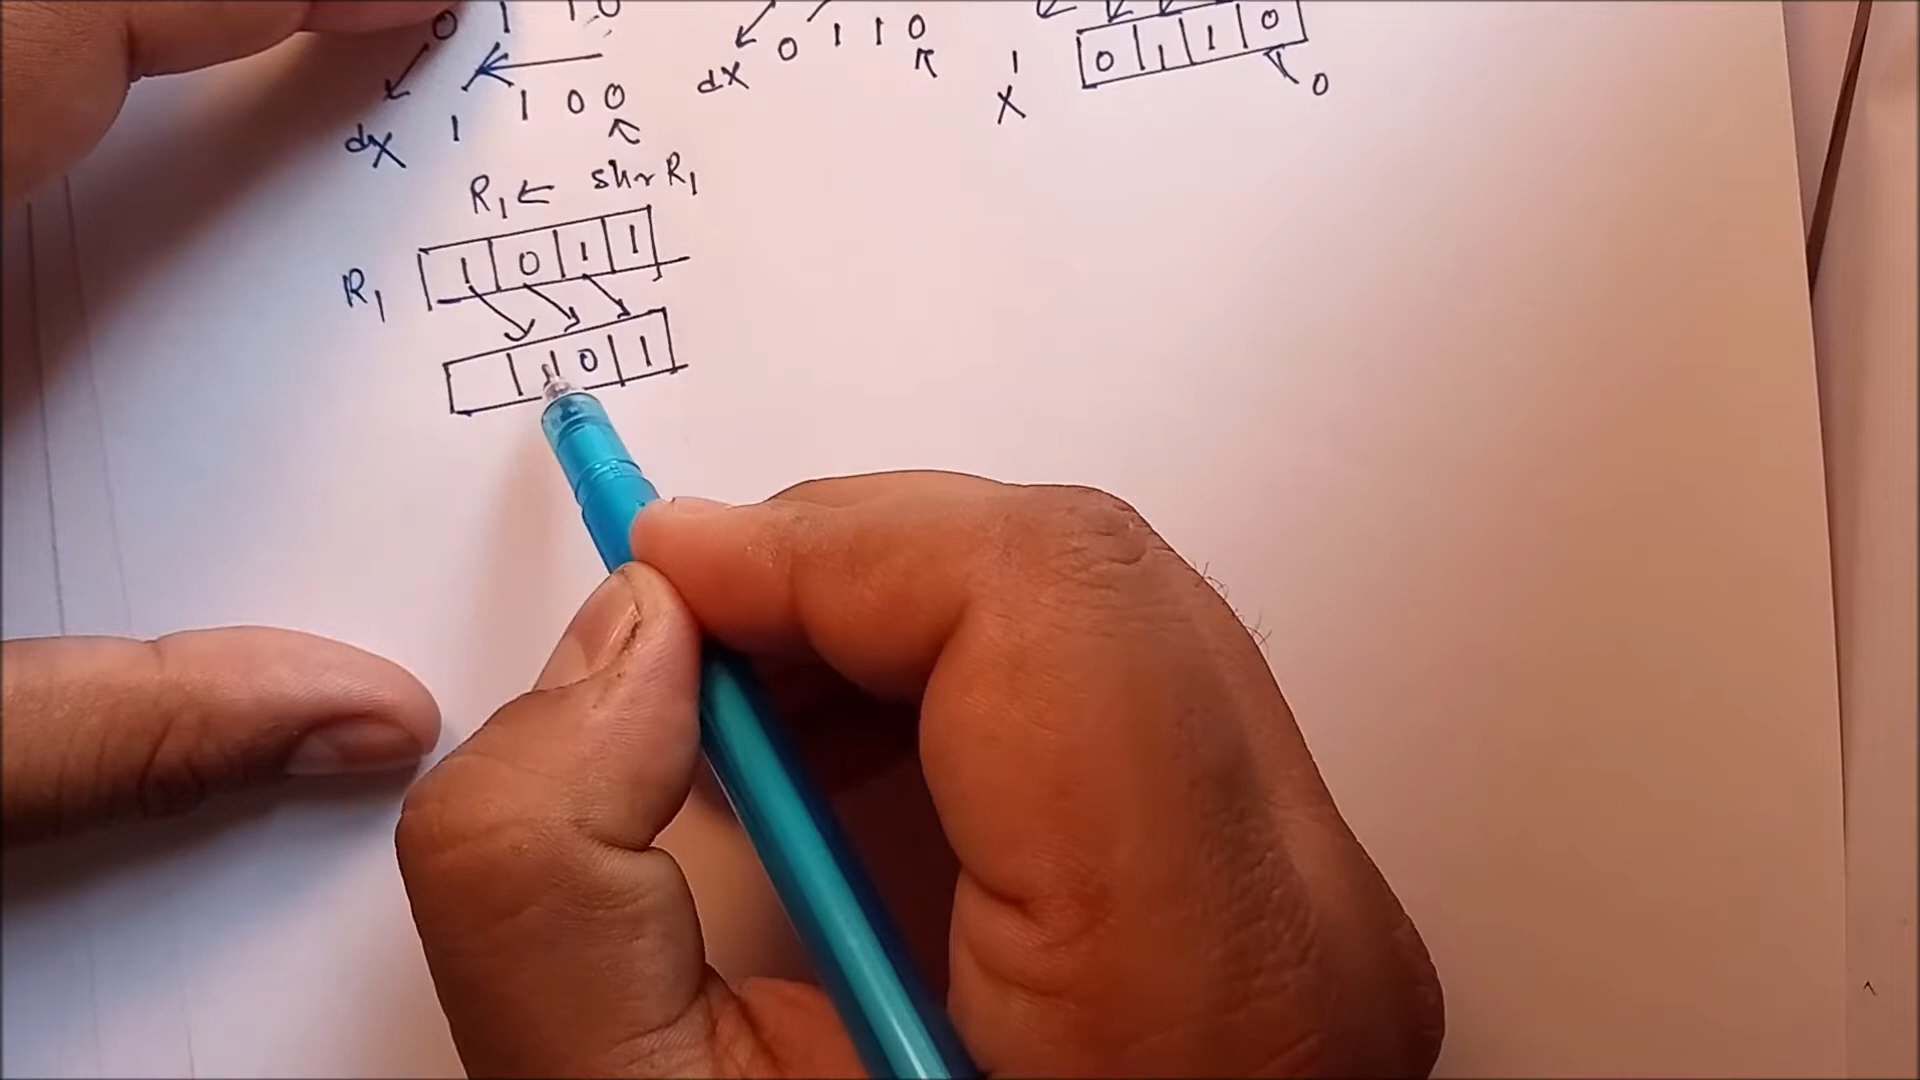 0 1 1 0
dx 1 1 0 0
dx 0 1 1 0
1 0 1 1 0
X 0
R1 ← shr R1
R1 1 0 1 1
1 0 1